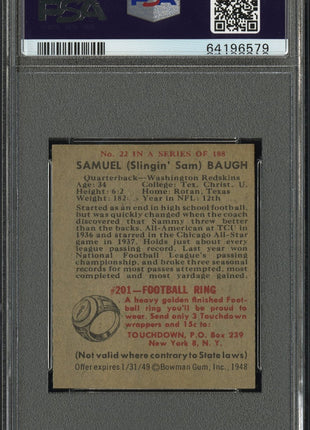 PSA
PSA
64196579
No. 22 IN A SERIES OF 108
SAMUEL (Slingin' Sam) BAUGH
Quarterback—Washington Redskins
Age: 34 College: Tex. Christ. U.
Height: 6:2 Home: Rotan, Texas
Weight: 182 Year in NFL: 12th
Started as an end in high school football,
but was quickly changed when the coach
discovered that Sammy threw better
than the backs. All-American at TCU in
1936 and starred in the Chicago All-Star
game in 1937. Holds just about every
league passing record. Last year won
National Football League's passing
championship, and broke three seasonal
records for most passes attempted, most
completed and most yardage gained.
#201—FOOTBALL RING
A heavy golden finished Foot-
ball ring you'll be proud to
wear. Send only 3 Touchdown
wrappers and 15c to:
TOUCHDOWN, P.O. Box 239
New York 8, N. Y.
(Not valid where contrary to State laws)
Offer expires 1/31/49 ©Bowman Gum, Inc., 1948